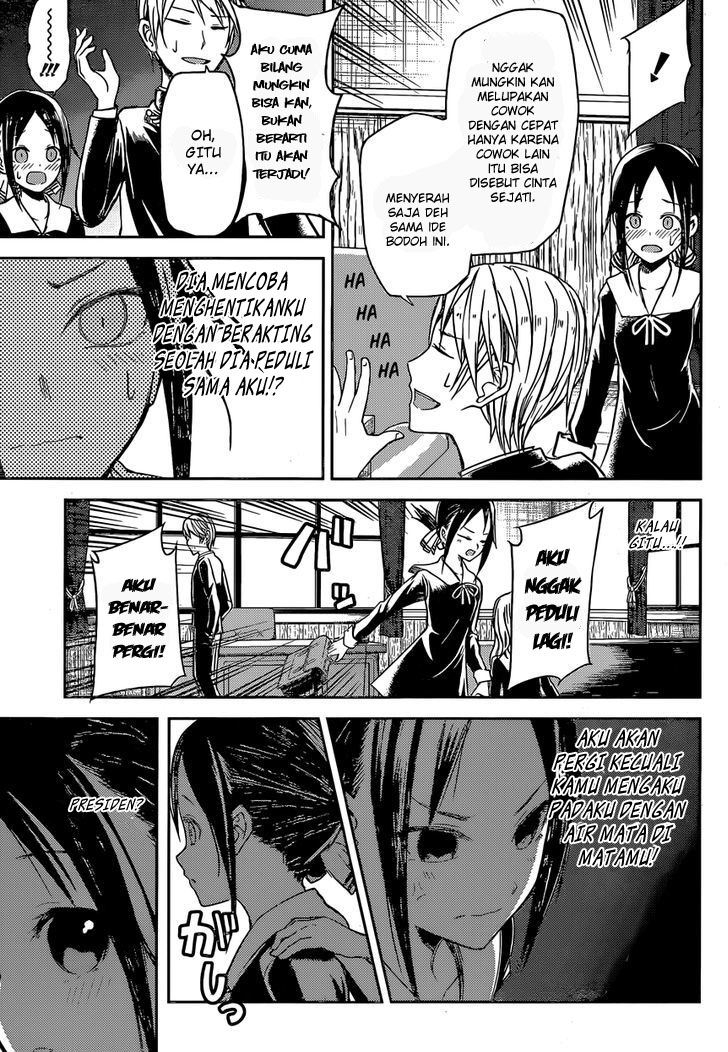 !
NGGAK
MUNGKIN KAN
MELUPAKAN
COWOK
DENGAN CEPAT
HANYA KARENA
COWOK LAIN
ITU BISA
DISEBUT CINTA
SEJATI.
MENYERAH
SAJA DEH
SAMA IDE
BODOH INI.
AKU CUMA
BILANG
MUNGKIN
BISA KAN,
BUKAN
BERARTI
ITU AKAN
TERJADI!
OH,
GITU
YA...
!!!
HA
HA
HA
HA
DIA MENCOBA
MENGHENTIKANKU
DENGAN BERAKTING
SEOLAH DIA PEDULI
SAMA AKU!?
KALAU
GITU...!!
AKU
NGGAK
PEDULI
LAGI!
AKU
BENAR-
BENAR
PERGI!
AKU AKAN
PERGI KECUALI
KAMU MENGAKU
PADAKU DENGAN
AIR MATA DI
MATAMU!
がしっ
PRESIDEN?